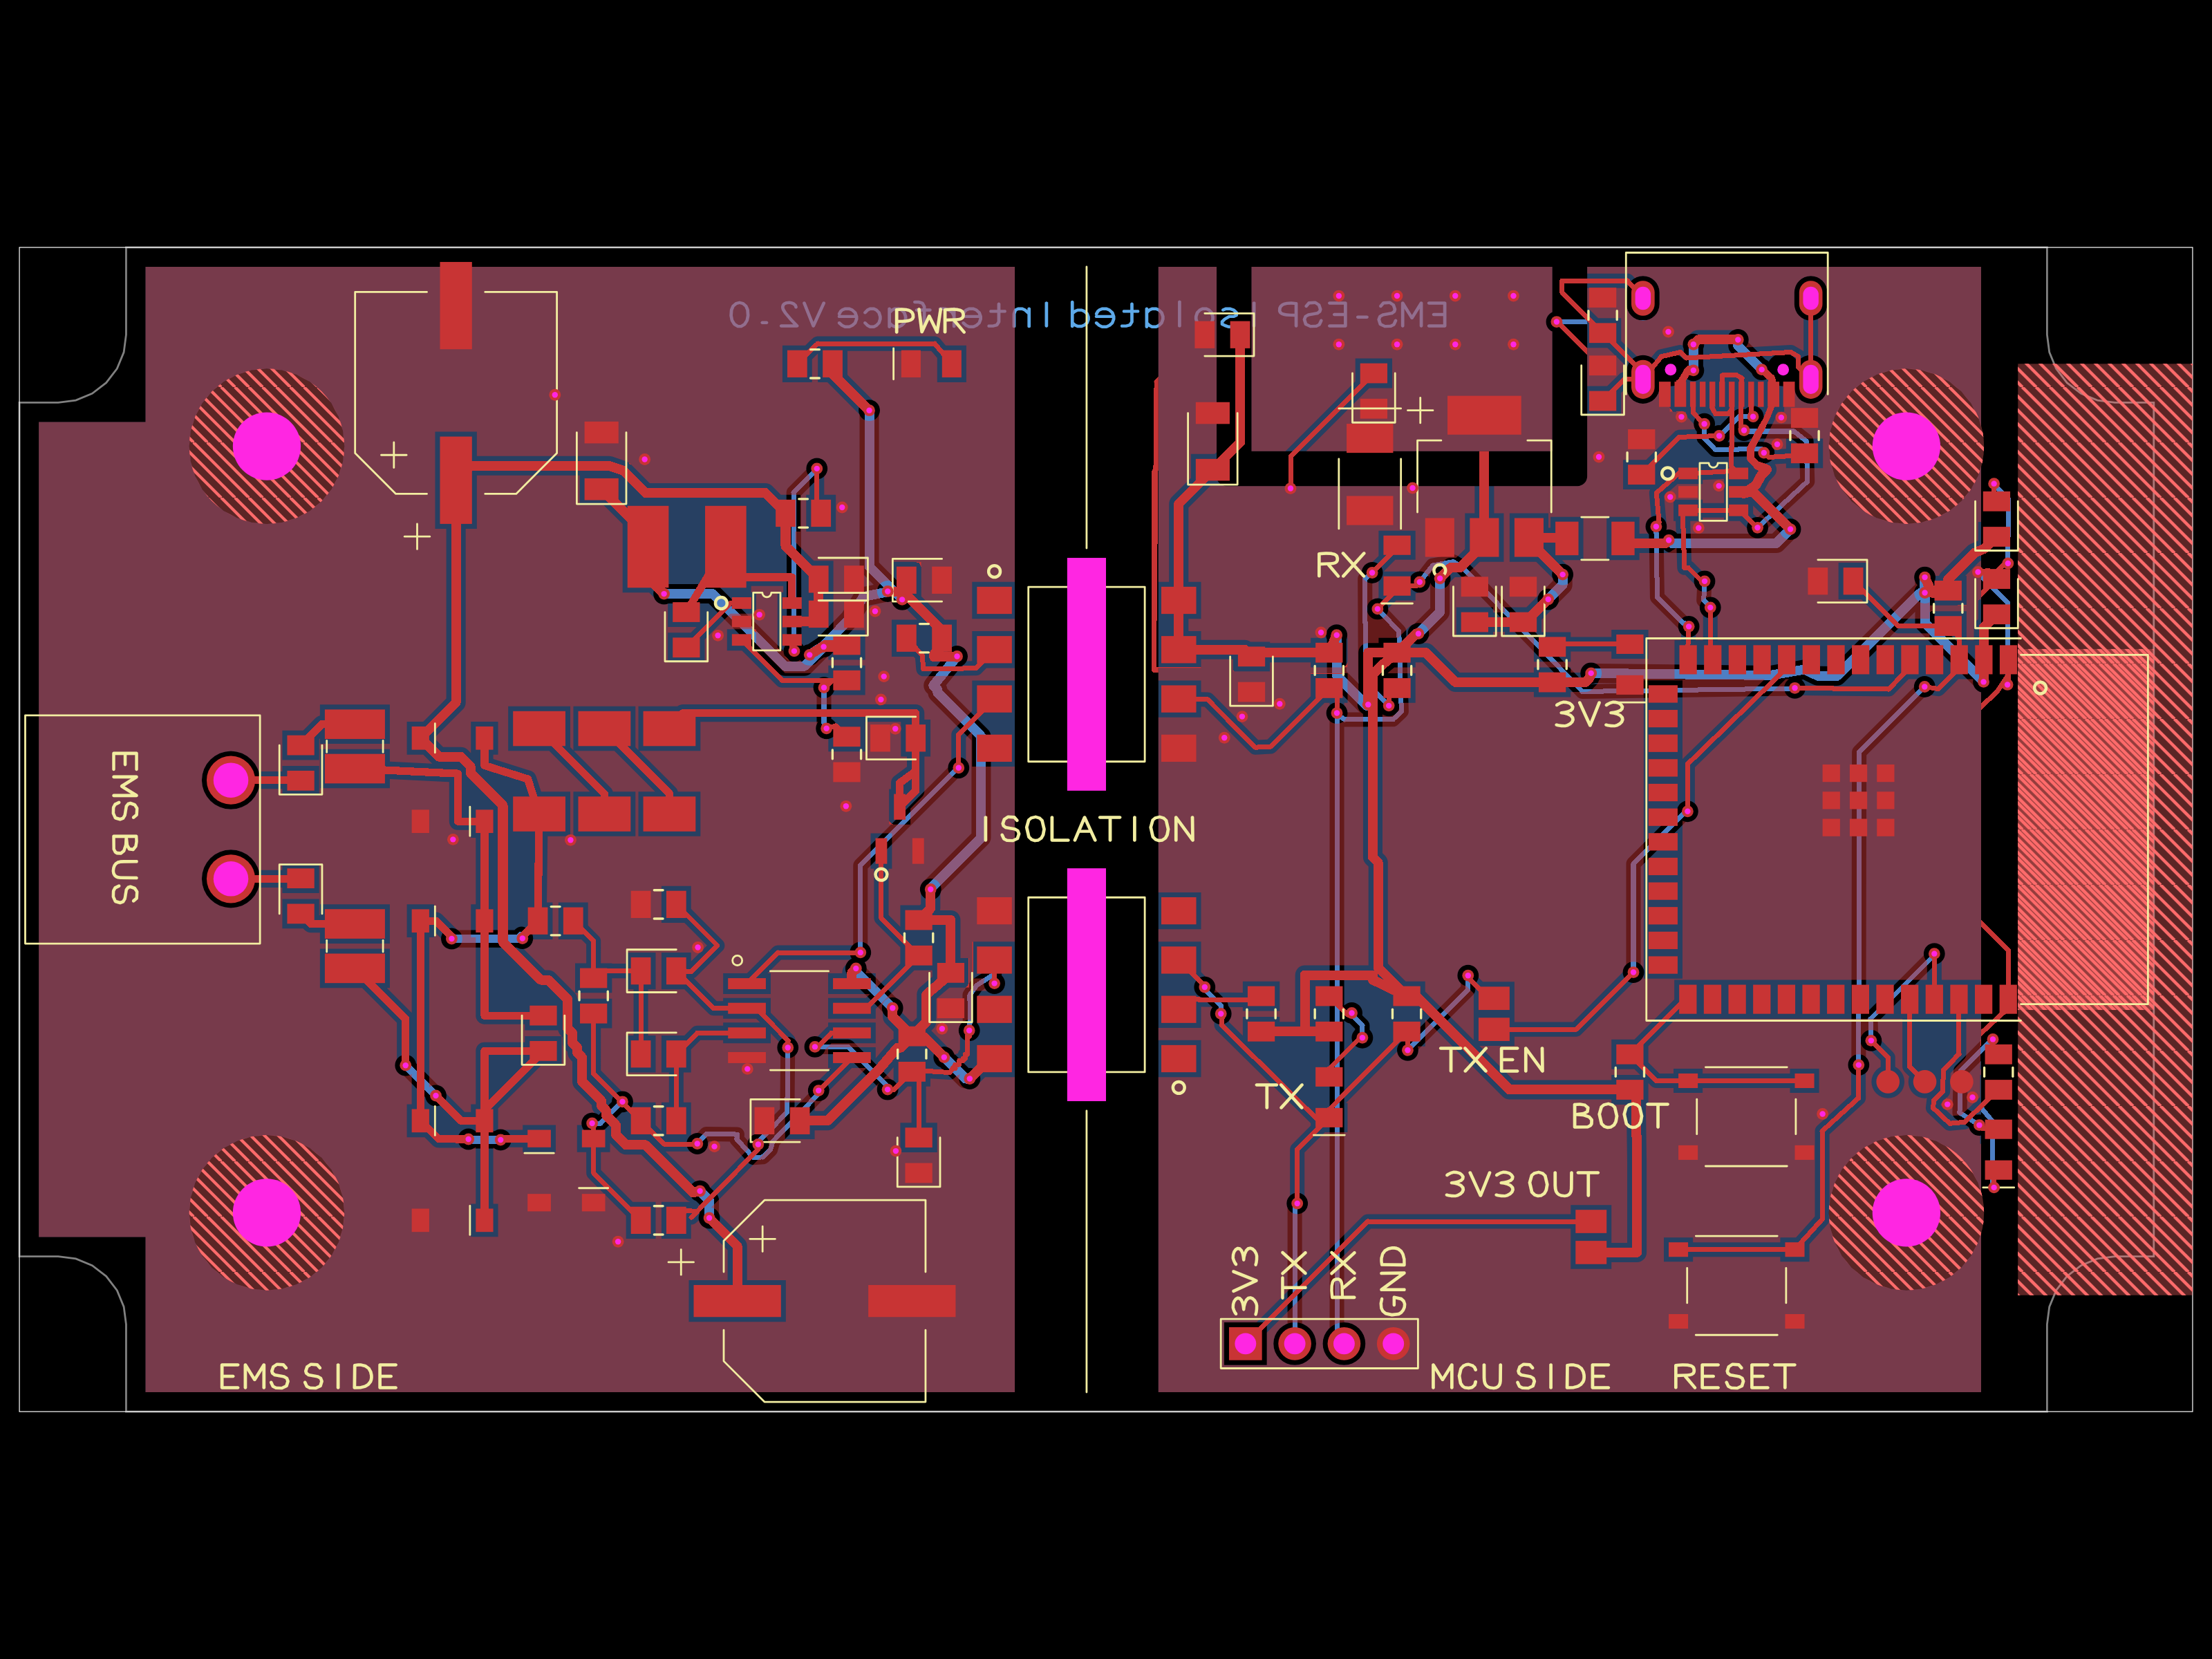 EMS-ESP Isolated Interface V2.0
PWR
RX
3V3
EMS BUS
ISOLATION
TX EN
TX
BOOT
3V3 OUT
3V3
TX
RX
GND
EMS SIDE
MCU SIDE
RESET